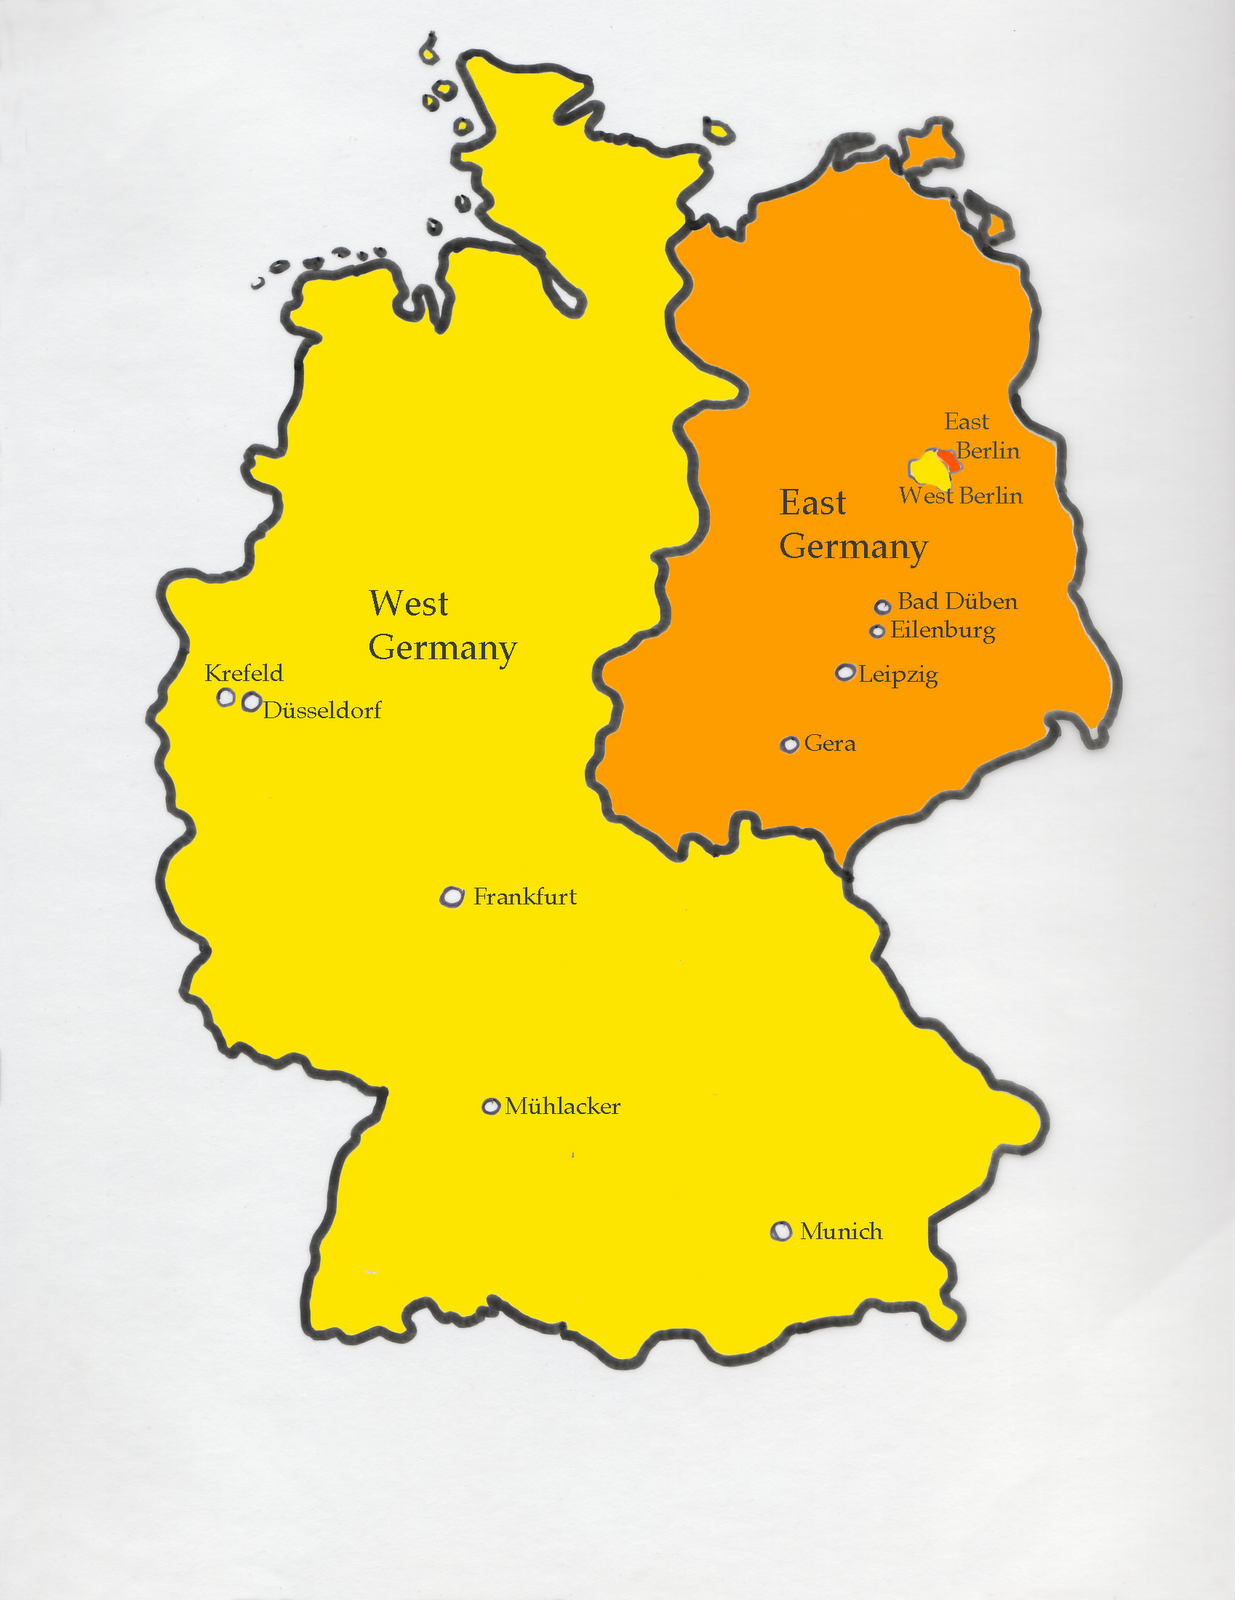 East
Berlin
West Berlin
East
Germany
Bad Düben
Eilenburg
West
Germany
Krefeld
Leipzig
Düsseldorf
Gera
Frankfurt
Mühlacker
Munich